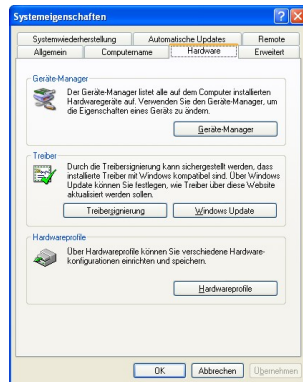 Systemeigenschaften
Systemwiederherstellung
Automatische Updates
Remote
Allgemein
Computername
Hardware
Erweitert
Geräte-Manager
Der Geräte-Manager listet alle auf dem Computer installierten
Hardwaregeräte auf. Verwenden Sie den Geräte-Manager, um
die Eigenschaften eines Geräts zu ändern.
Geräte-Manager
Treiber
Durch die Treibersignierung kann sichergestellt werden, dass
installierte Treiber mit Windows kompatibel sind. Über Windows
Update können Sie festlegen, wie Treiber über diese Website
aktualisiert werden sollen.
Treibersignierung
Windows Update
Hardwareprofile
Über Hardwareprofile können Sie verschiedene Hardware-
konfigurationen einrichten und speichern.
Hardwareprofile
OK
Abbrechen
Übernehmen